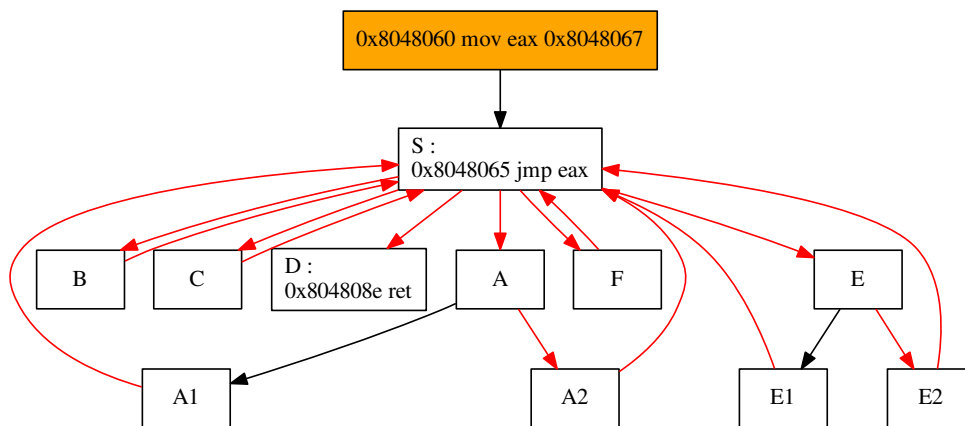 0x8048060 mov eax 0x8048067
S :
0x8048065 jmp eax
B
C
D :
0x804808e ret
A
F
E
A1
A2
E1
E2